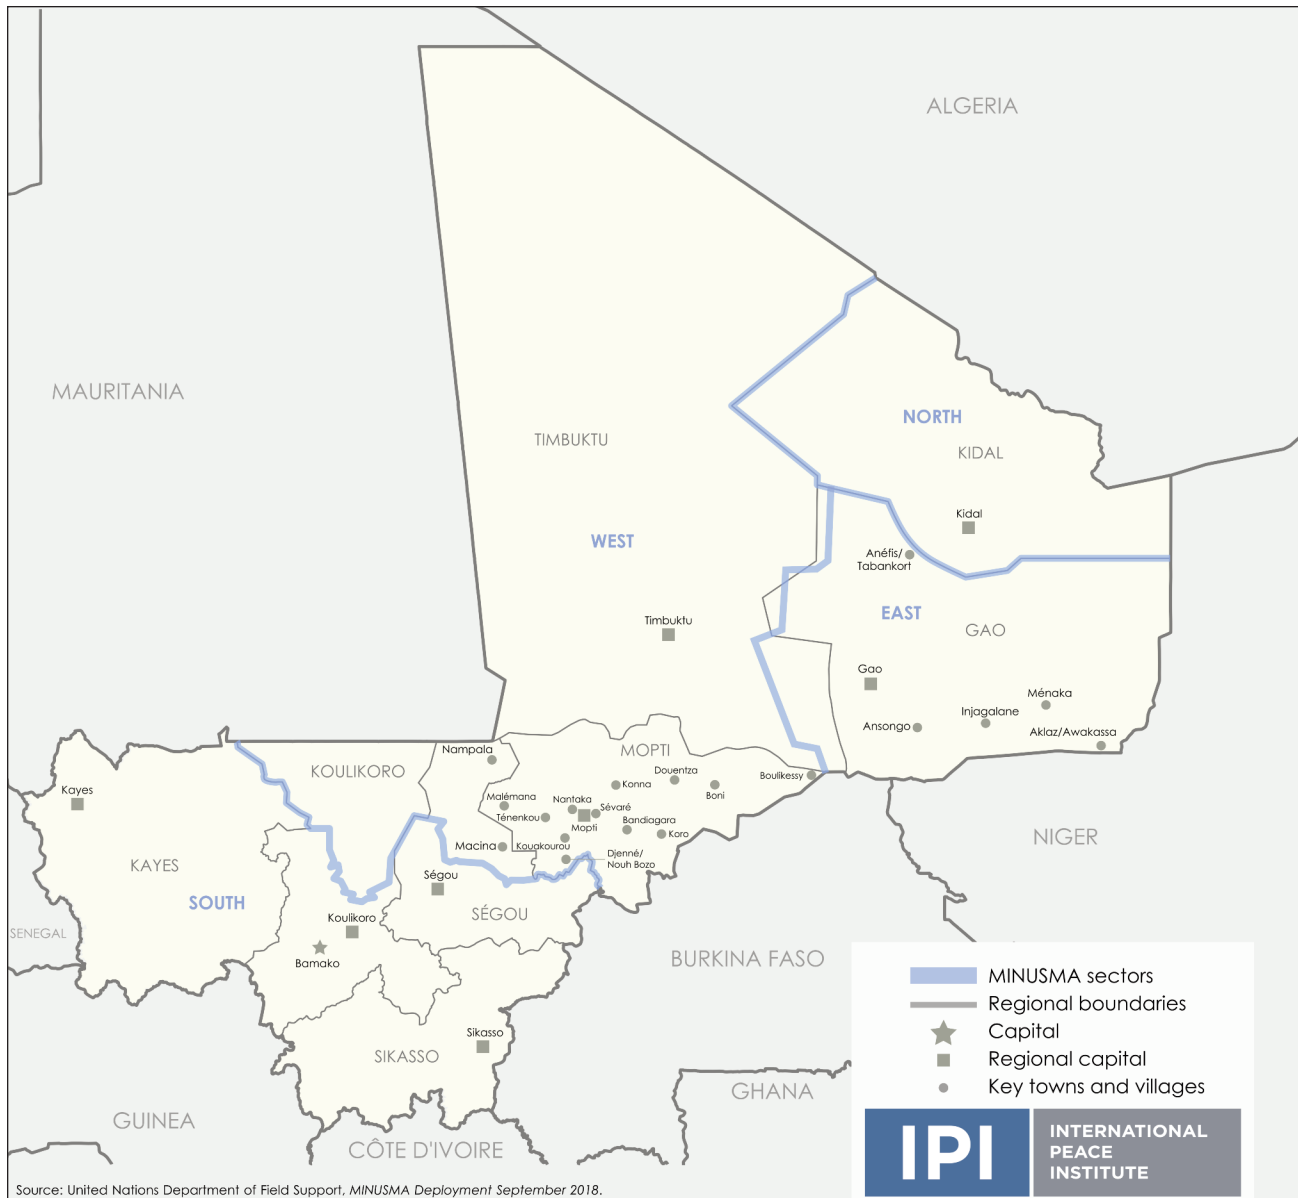 ALGERIA
MAURITANIA
NORTH
TIMBUKTU
KIDAL
Kidal
WEST
Anéfis/
Tabankort
EAST
Timbuktu
GAO
Gao
Ménaka
Injagalane
Ansongo
Aklaz/Awakassa
Nampala
MOPTI
KOULIKORO
Douentza
Boulikessy
Konna
Boni
Kayes
Malémana
Nantaka
Ténenkou
Sévaré
Bandiagara
Mopti
Koro
NIGER
Macina
Kouakourou
Djenné/
Nouh Bozo
KAYES
Ségou
SOUTH
SÉGOU
Koulikoro
SENEGAL
Bamako
BURKINA FASO
Sikasso
SIKASSO
GHANA
GUINEA
CÔTE D'IVOIRE
MINUSMA sectors
Regional boundaries
Capital
Regional capital
Key towns and villages
IPI
INTERNATIONAL
PEACE
INSTITUTE
Source: United Nations Department of Field Support, MINUSMA Deployment September 2018.